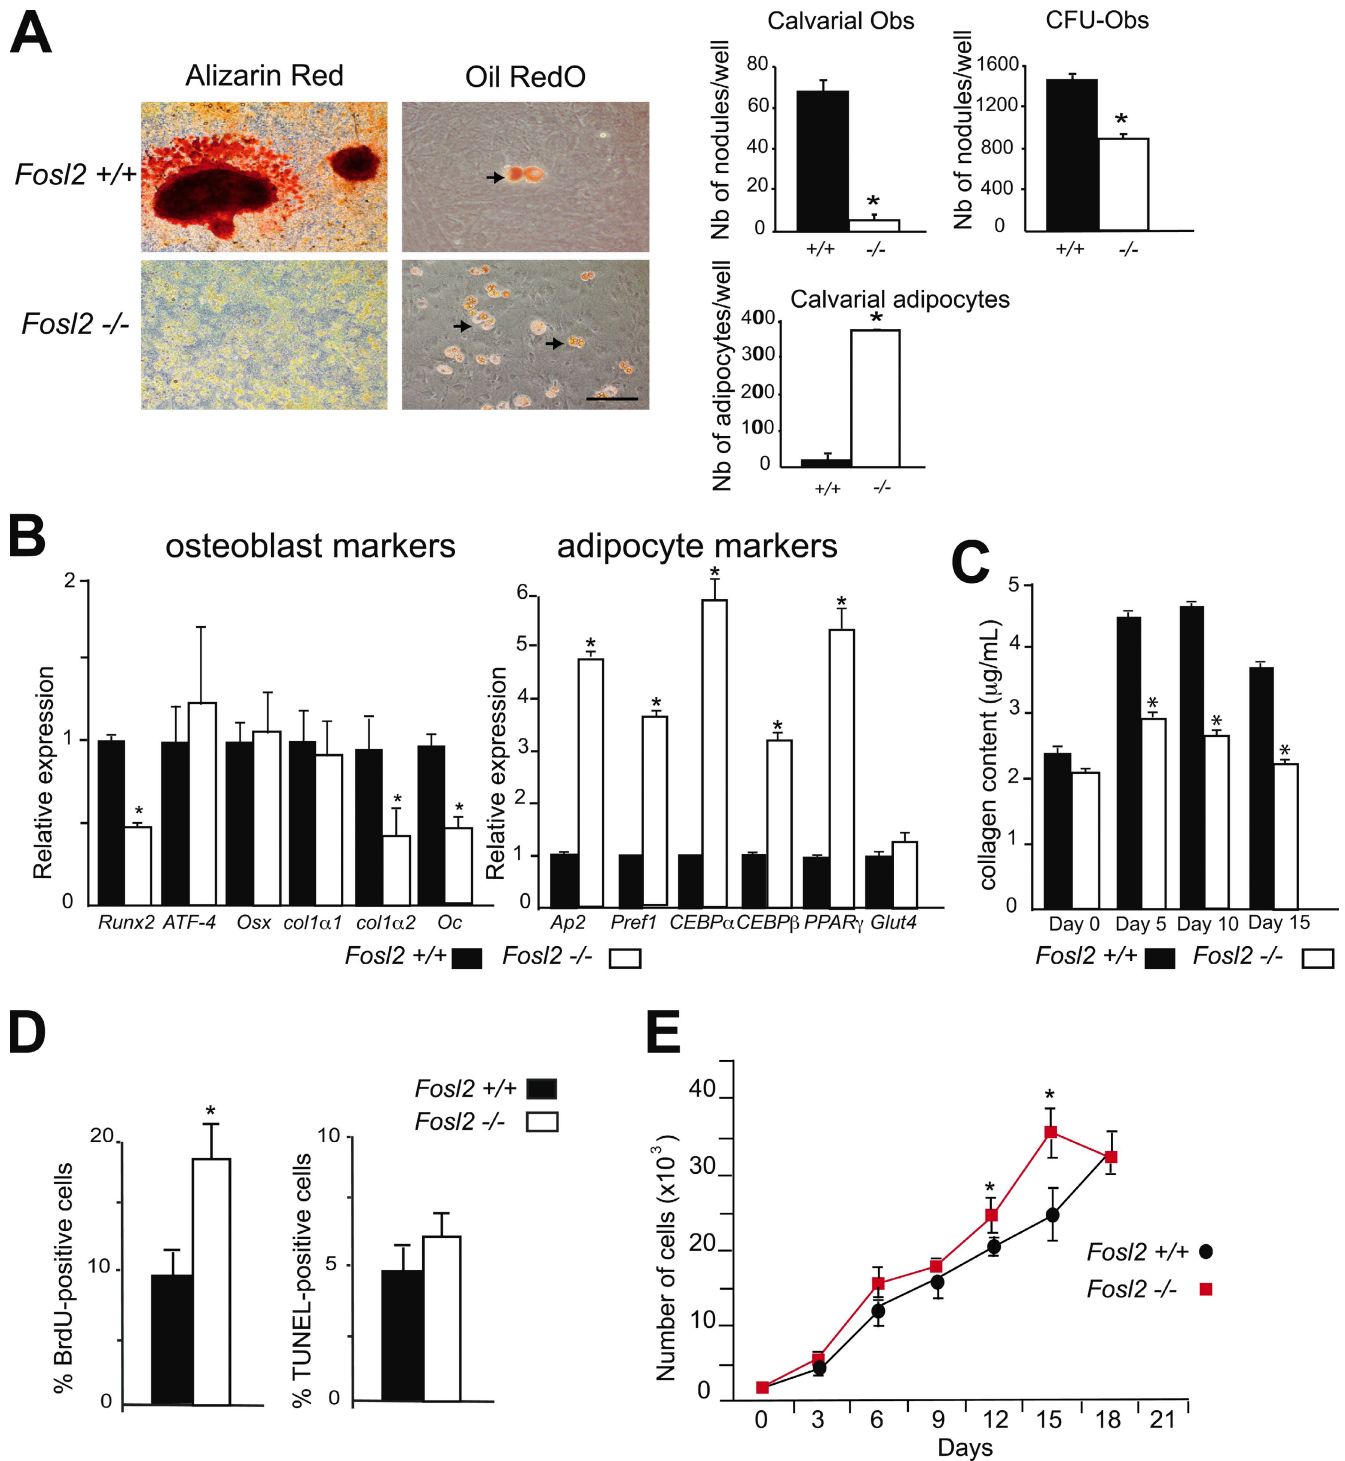 A
Alizarin Red
Oil RedO
Fosl2 +/+
Fosl2 -/-
Calvarial Obs
Nb of nodules/well
80
60
40
20
0
*
+/+ -/-
CFU-Obs
Nb of nodules/well
1600
1200
800
400
0
*
+/+ -/-
Calvarial adipocytes
Nb of adipocytes/well
400
300
200
100
0
*
+/+ -/-
B
osteoblast markers
Relative expression
2
1
0
* * *
Runx2 ATF-4 Osx col1α1 col1α2 Oc
adipocyte markers
Relative expression
6
5
4
3
2
1
0
* * * * *
Ap2 Pref1 CEBPα CEBPβ PPARγ Glut4
Fosl2 +/+ Fosl2 -/-
C
collagen content (µg/mL)
5
4
3
2
1
0
* * *
Day 0 Day 5 Day 10 Day 15
Fosl2 +/+ Fosl2 -/-
D
Fosl2 +/+
Fosl2 -/-
% BrdU-positive cells
20
10
0
*
% TUNEL-positive cells
10
5
0
E
Number of cells (x10³)
40
30
20
10
0
* *
Fosl2 +/+
Fosl2 -/-
0 3 6 9 12 15 18 21
Days